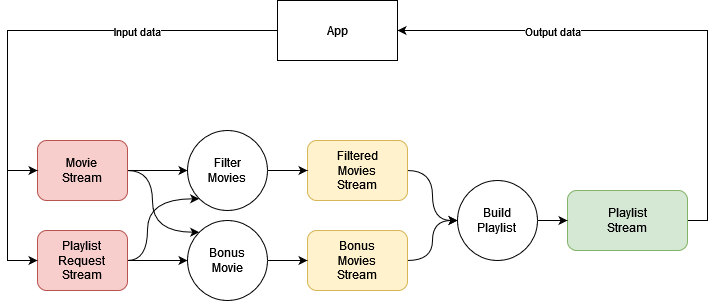 App
Input data
Output data
Movie
Stream
Filter
Movies
Filtered
Movies
Stream
Build
Playlist
Playlist
Stream
Playlist
Request
Stream
Bonus
Movie
Bonus
Movies
Stream